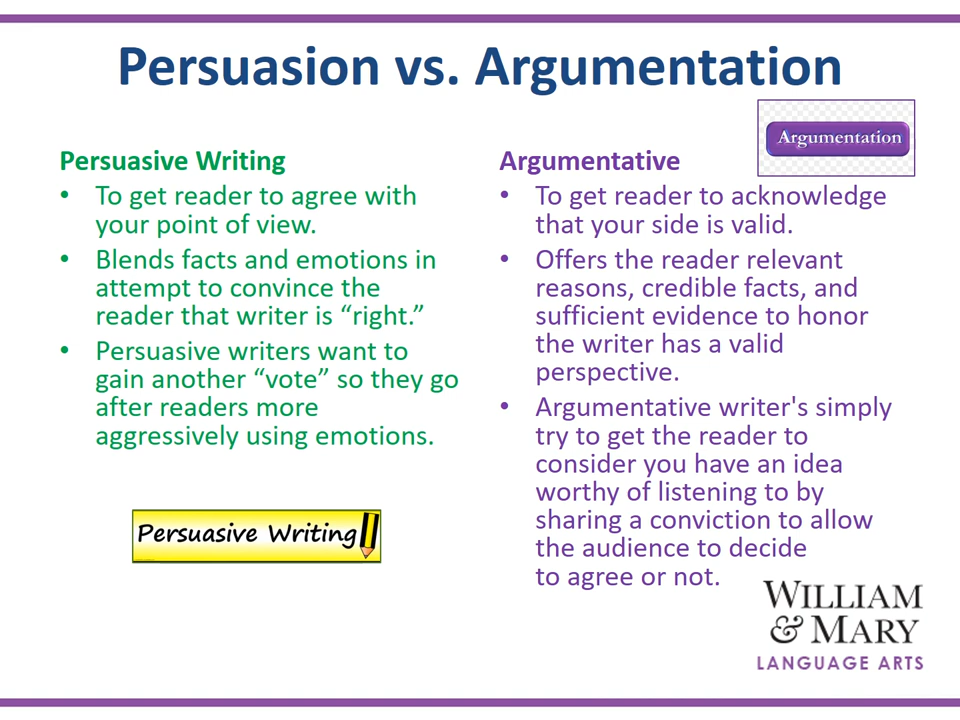 Persuasion vs. Argumentation
Argumentation
Persuasive Writing
• To get reader to agree with
your point of view.
• Blends facts and emotions in
attempt to convince the
reader that writer is “right.”
• Persuasive writers want to
gain another “vote” so they go
after readers more
aggressively using emotions.
Persuasive Writing
Argumentative
• To get reader to acknowledge
that your side is valid.
• Offers the reader relevant
reasons, credible facts, and
sufficient evidence to honor
the writer has a valid
perspective.
• Argumentative writer's simply
try to get the reader to
consider you have an idea
worthy of listening to by
sharing a conviction to allow
the audience to decide
to agree or not.
WILLIAM
& MARY
LANGUAGE ARTS